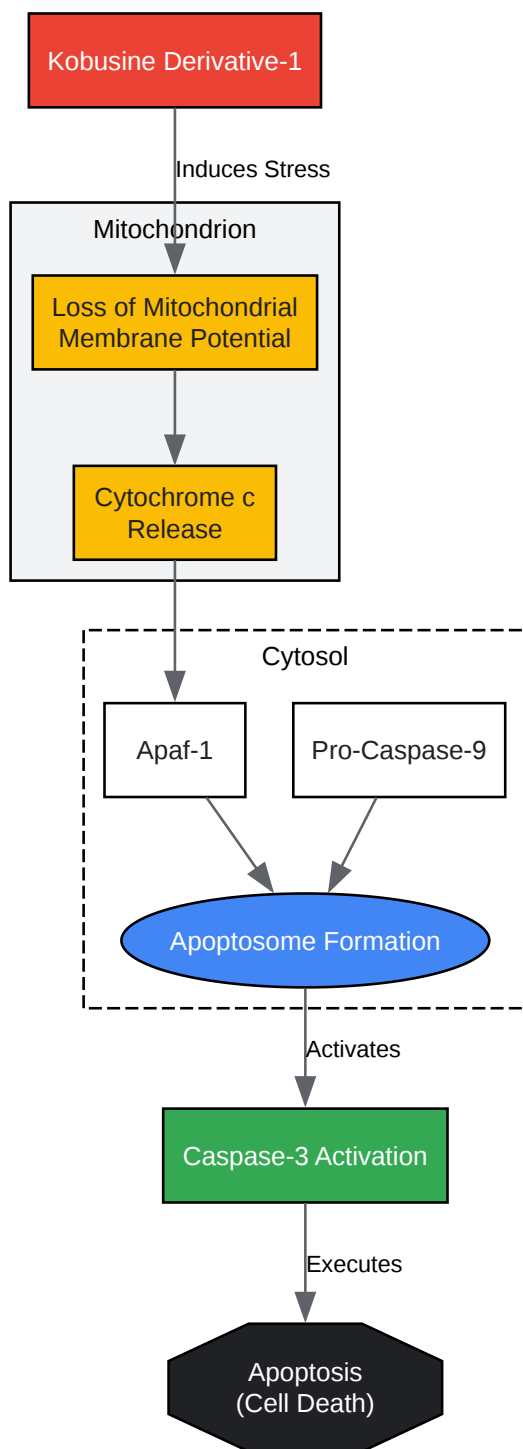 Kobusine Derivative-1
Induces Stress
Mitochondrion
Loss of Mitochondrial
Membrane Potential
Cytochrome c
Release
Cytosol
Apaf-1
Pro-Caspase-9
Apoptosome Formation
Activates
Caspase-3 Activation
Executes
Apoptosis
(Cell Death)